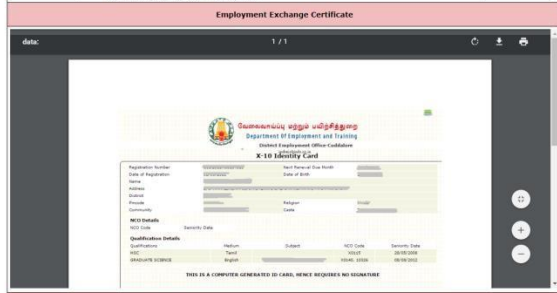 Employment Exchange Certificate
data: 1 / 1
வேலைவாய்ப்பு மற்றும் பயிற்சித்துறை
Department Of Employment and Training
District Employment Office-Cuddalore
X-10 Identity Card
Registration Number Next Renewal Due Month
Date of Registration Date of Birth
Name
Address
District
Pincode Religion
Community Caste
NCO Details
NCO Code Seniority Date
Qualification Details
Qualifications Medium Subject NCO Code Seniority Date
HSC Tamil
GRADUATE SCIENCE English
THIS IS A COMPUTER GENERATED ID CARD, HENCE REQUIRES NO SIGNATURE